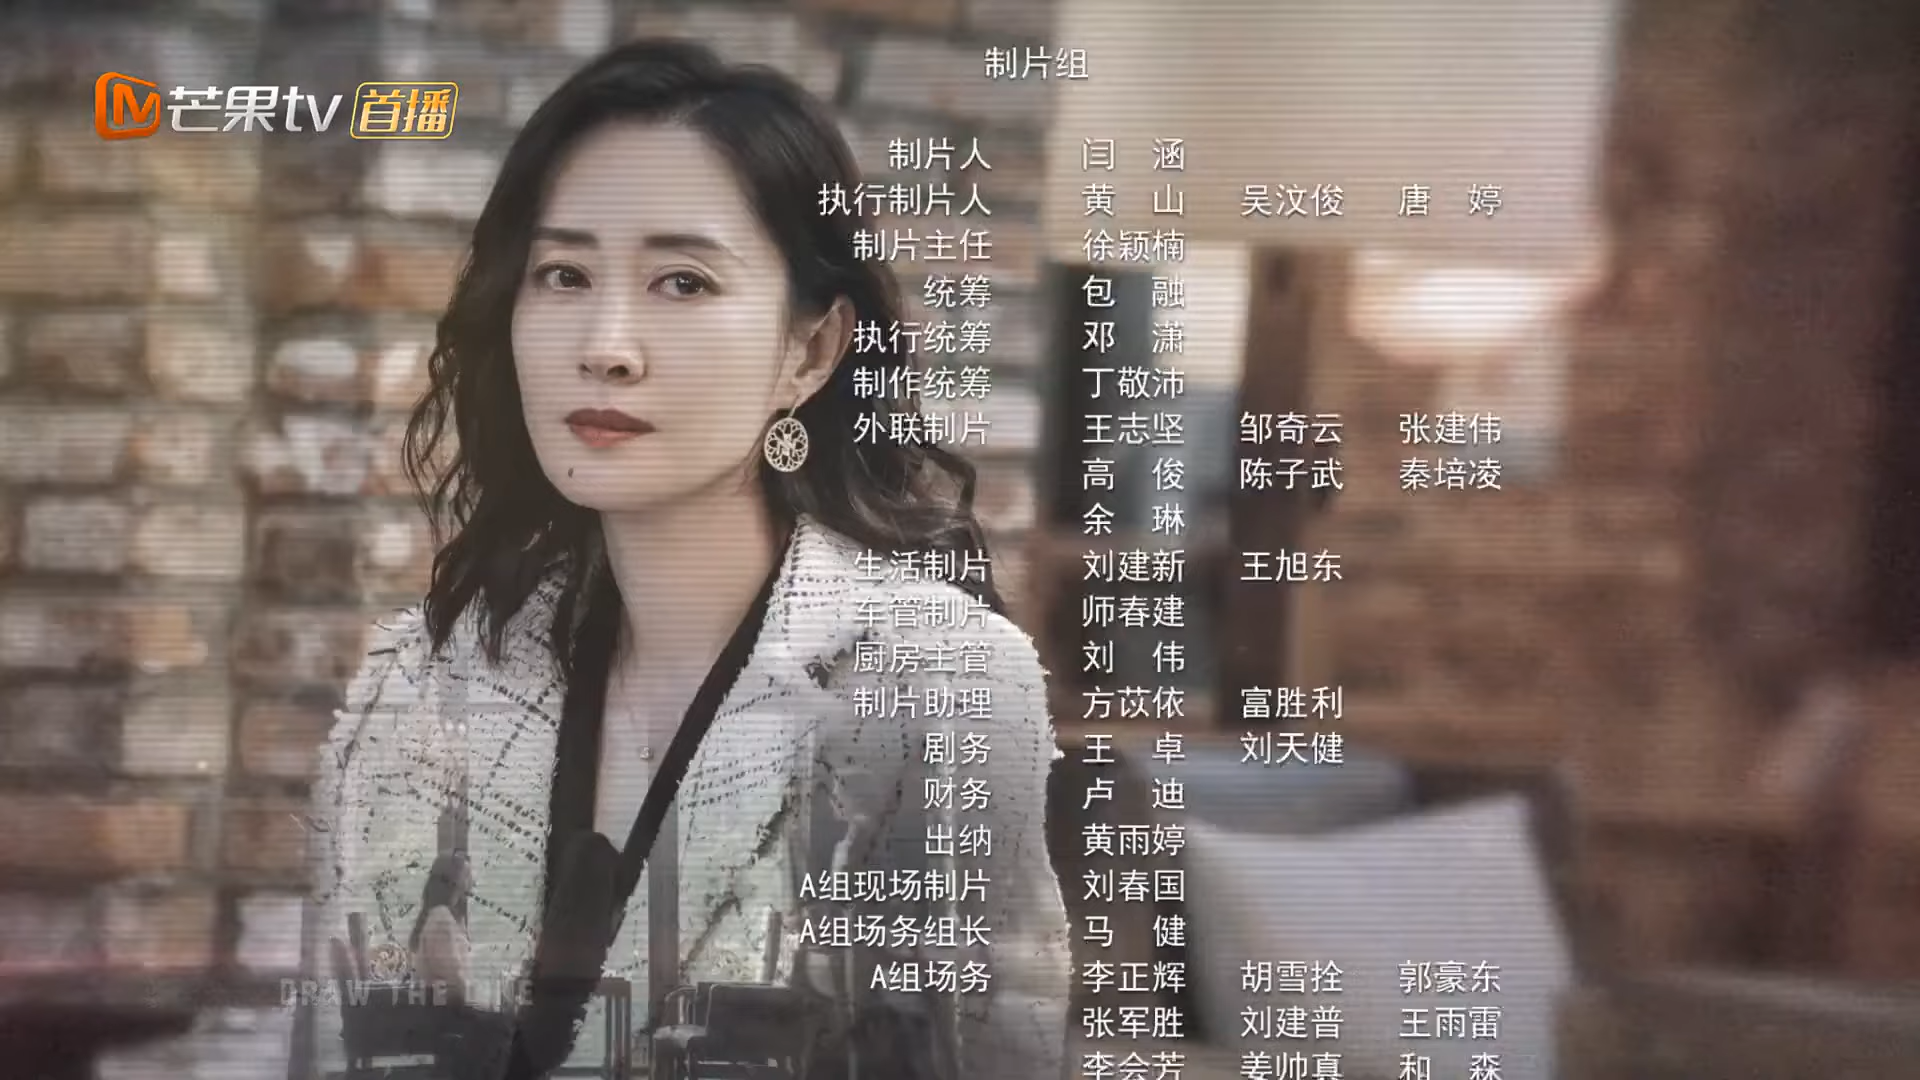 芒果tv 首播
制片组
制片人 闫 涵
执行制片人 黄 山 吴汶俊 唐 婷
制片主任 徐颖楠
统筹 包 融
执行统筹 邓 潇
制作统筹 丁敬沛
外联制片 王志坚 邹奇云 张建伟
高 俊 陈子武 秦培凌
余 琳
生活制片 刘建新 王旭东
车管制片 师春建
厨房主管 刘 伟
制片助理 方苡依 富胜利
剧务 王 卓 刘天健
财务 卢 迪
出纳 黄雨婷
A组现场制片 刘春国
A组场务组长 马 健
A组场务 李正辉 胡雪拴 郭豪东
DRAW THE LINE
张军胜 刘建普 王雨雷
李会芳 姜帅真 和 森